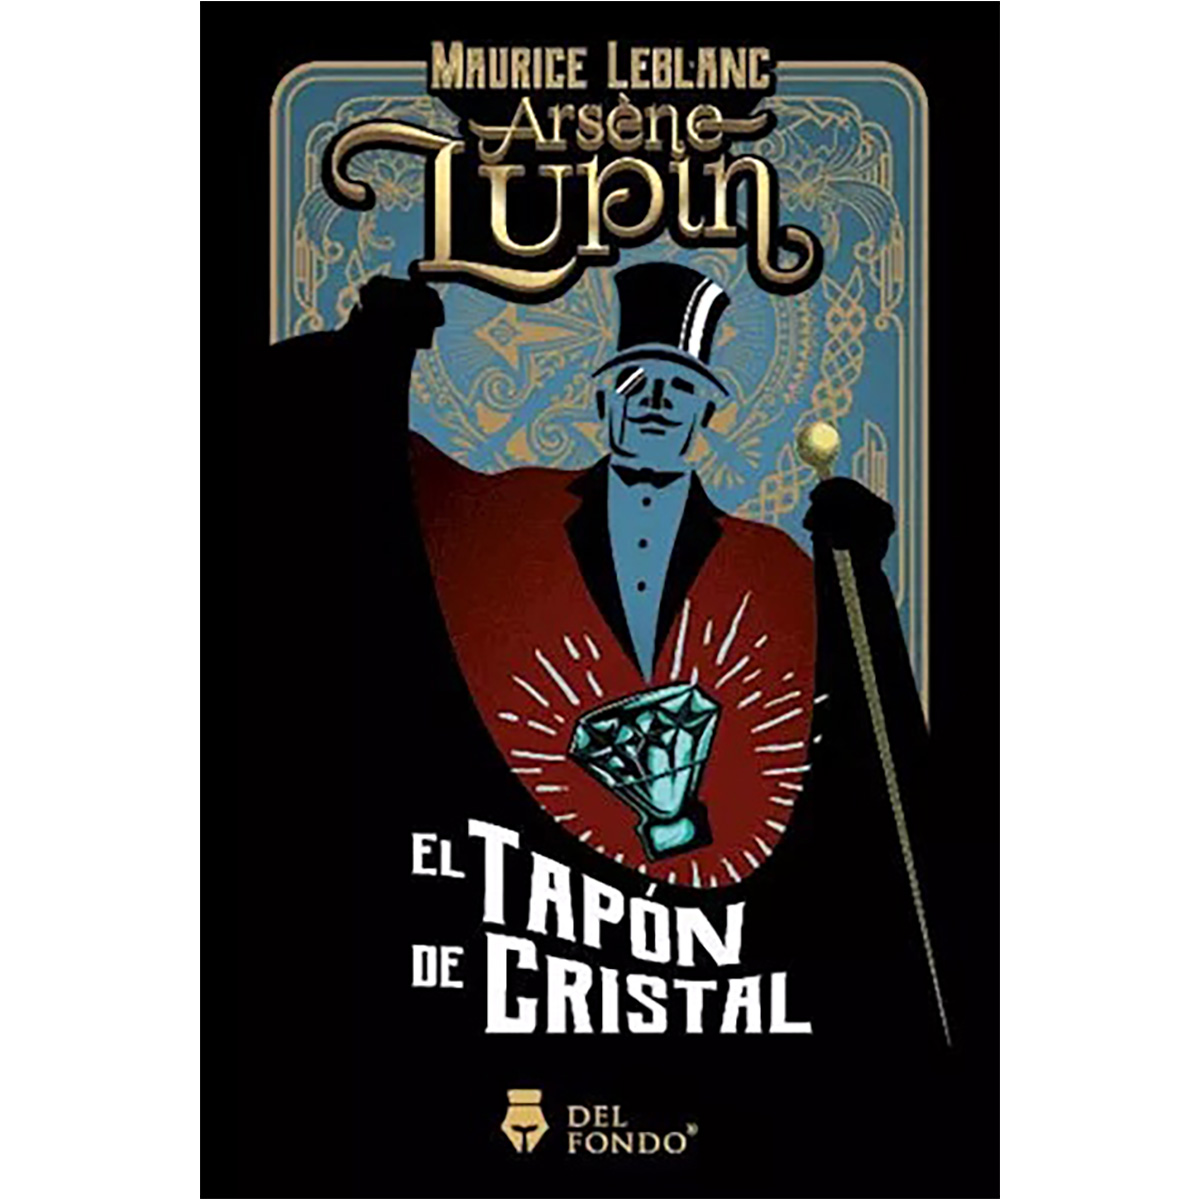 MAURICE LEBLANC
Arsène
Lupin
EL TAPÓN
DE CRISTAL
DEL
FONDO®